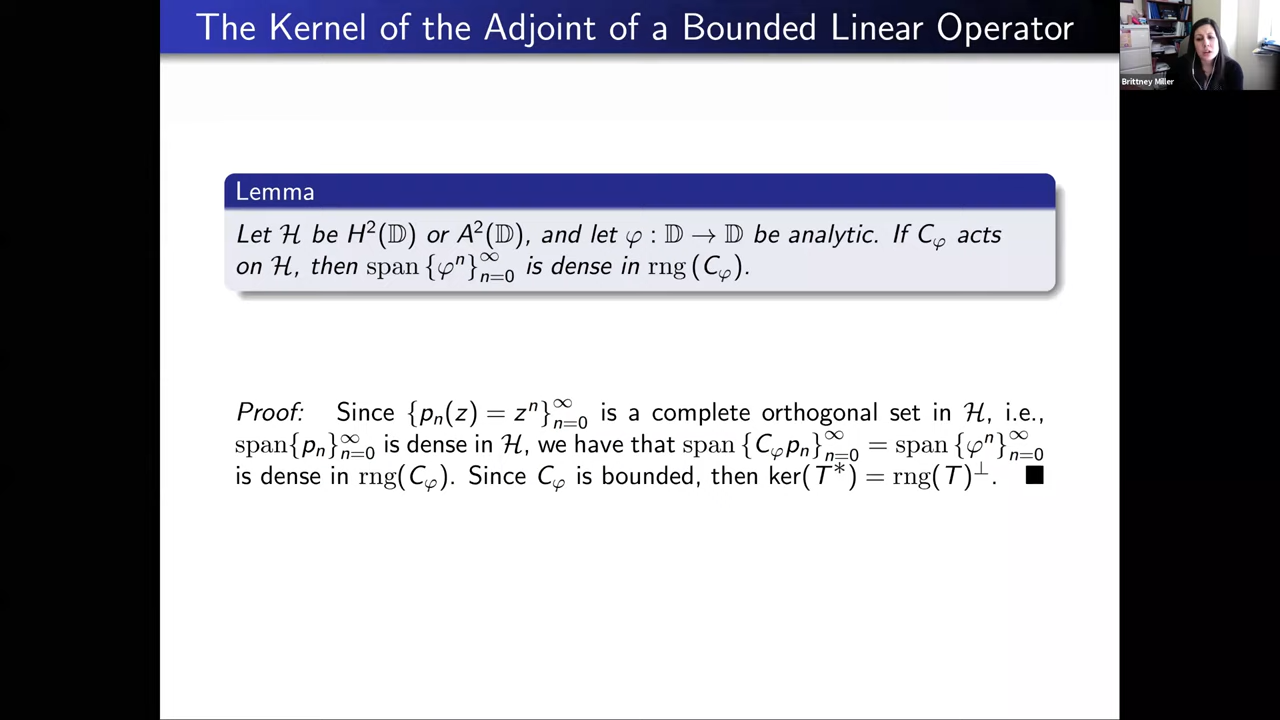 The Kernel of the Adjoint of a Bounded Linear Operator
Brittney Miller
Lemma
Let ℋ be H²(𝔻) or A²(𝔻), and let φ : 𝔻 → 𝔻 be analytic. If C_φ acts
on ℋ, then span {φⁿ}_{n=0}^∞ is dense in rng (C_φ).
Proof: Since {pₙ(z) = zⁿ}_{n=0}^∞ is a complete orthogonal set in ℋ, i.e.,
span{pₙ}_{n=0}^∞ is dense in ℋ, we have that span {C_φ pₙ}_{n=0}^∞ = span {φⁿ}_{n=0}^∞
is dense in rng(C_φ). Since C_φ is bounded, then ker(T*) = rng(T)^⊥. ■